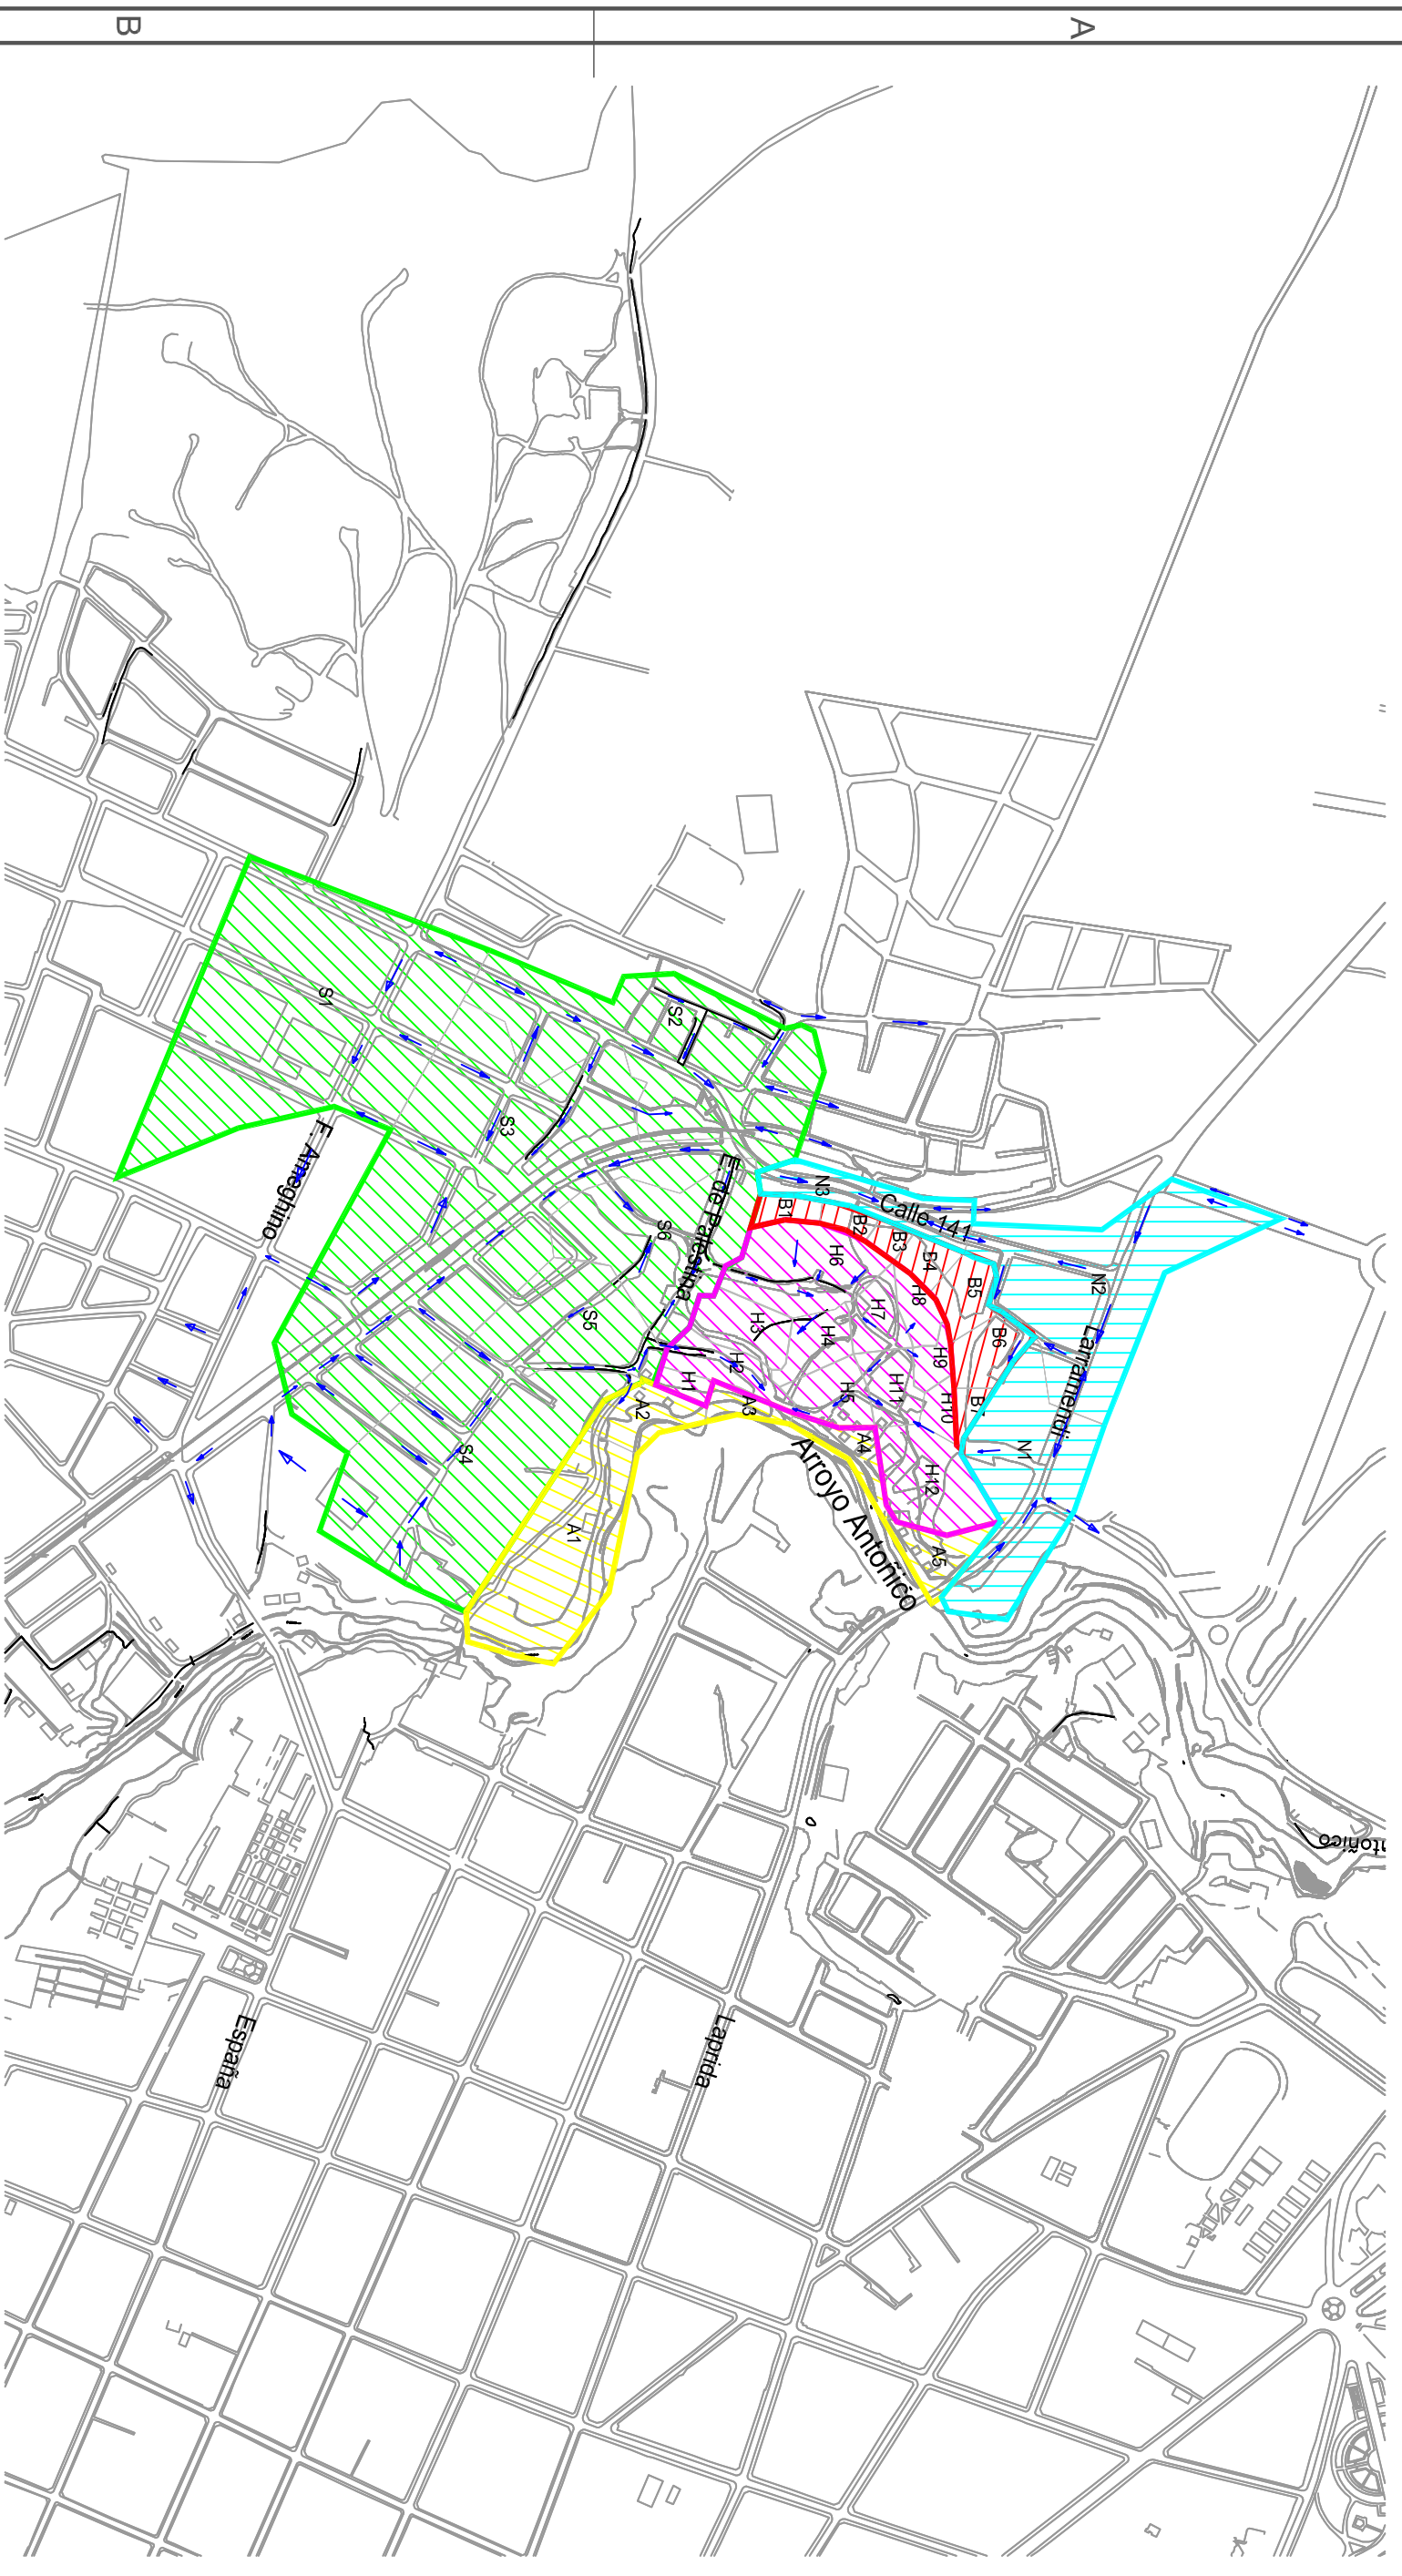 B
A
S1
S2
S3
F. Ameghino
E. de Palestina
S6
S5
S4
N3
Calle 141
B1
B2
B3
B4
B5
B6
B7
N2
Larramendi
N1
H6
H7
H8
H9
H10
H3
H4
H2
H1
H5
H11
H12
A2
A3
A4
A5
A1
Arroyo Antoñico
España
Laprida